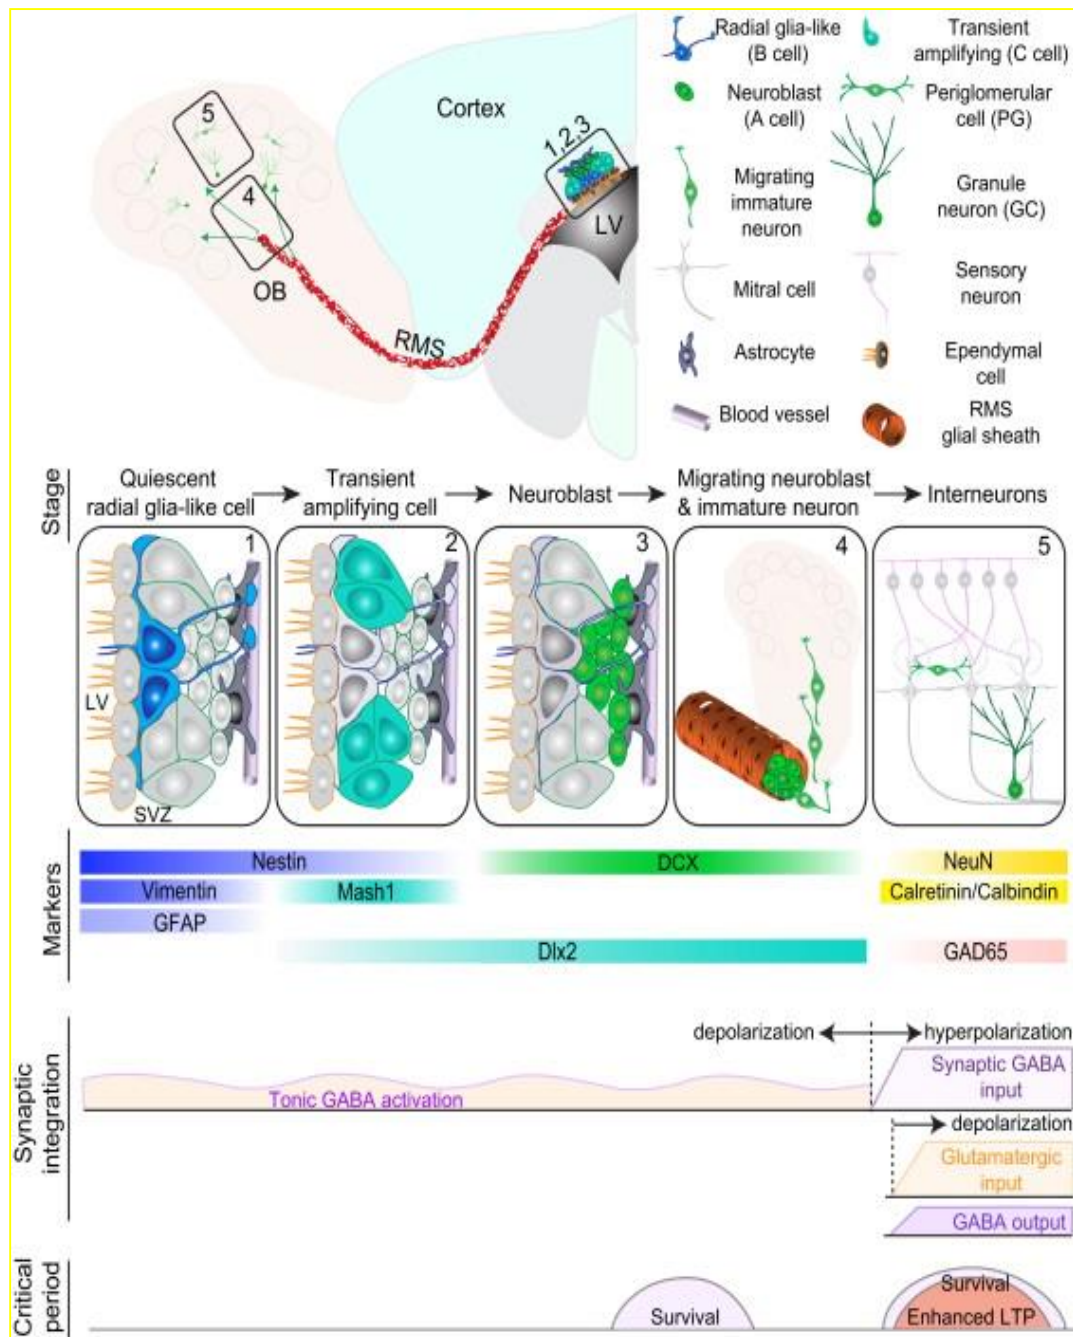 Radial glia-like
(B cell)
Transient
amplifying (C cell)
5
Cortex
1,2,3
Neuroblast
(A cell)
Periglomerular
cell (PG)
4
Migrating
immature
neuron
Granule
neuron (GC)
LV
OB
Mitral cell
Sensory
neuron
RMS
Astrocyte
Ependymal
cell
Blood vessel
RMS
glial sheath
Stage
Quiescent
radial glia-like cell
Transient
amplifying cell
Neuroblast
Migrating neuroblast
& immature neuron
Interneurons
1
2
3
4
5
LV
SVZ
Markers
Nestin
DCX
NeuN
Vimentin
Mash1
Calretinin/Calbindin
GFAP
Dlx2
GAD65
Synaptic
integration
depolarization
hyperpolarization
Tonic GABA activation
Synaptic GABA
input
depolarization
Glutamatergic
input
GABA output
Critical
period
Survival
Survival
Enhanced LTP